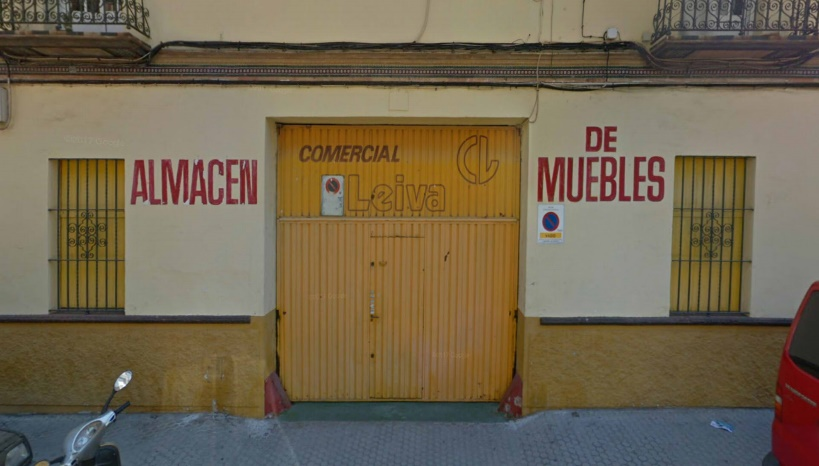 ALMACEN
COMERCIAL
CL
Leiva
DE
MUEBLES